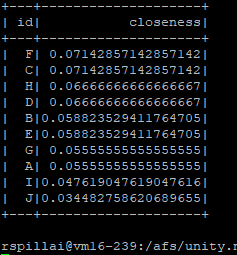 +---+--------------------+
| id|           closeness|
+---+--------------------+
|  F| 0.07142857142857142|
|  C| 0.07142857142857142|
|  H| 0.06666666666666667|
|  D| 0.06666666666666667|
|  B|0.058823529411764705|
|  E|0.058823529411764705|
|  G| 0.05555555555555555|
|  A| 0.05555555555555555|
|  I|0.047619047619047616|
|  J|0.034482758620689655|
+---+--------------------+
rspillai@vm16-239:/afs/unity.